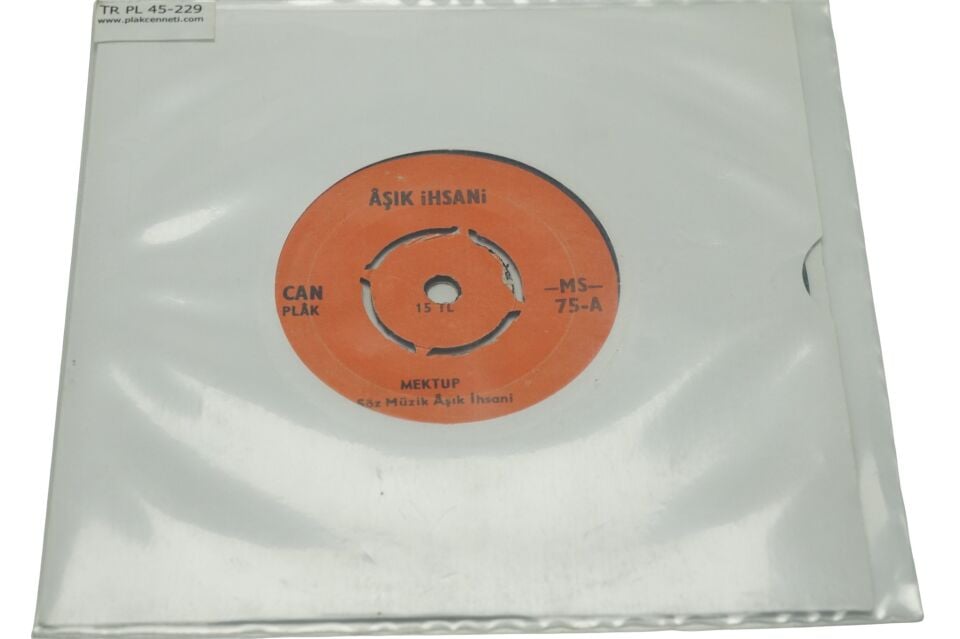 TR PL 45-229
www.plakcenneti.com
ÂŞIK iHSANi
CAN
PLÂK
15 TL
—MS—
75-A
MEKTUP
Söz Müzik Âşık İhsani